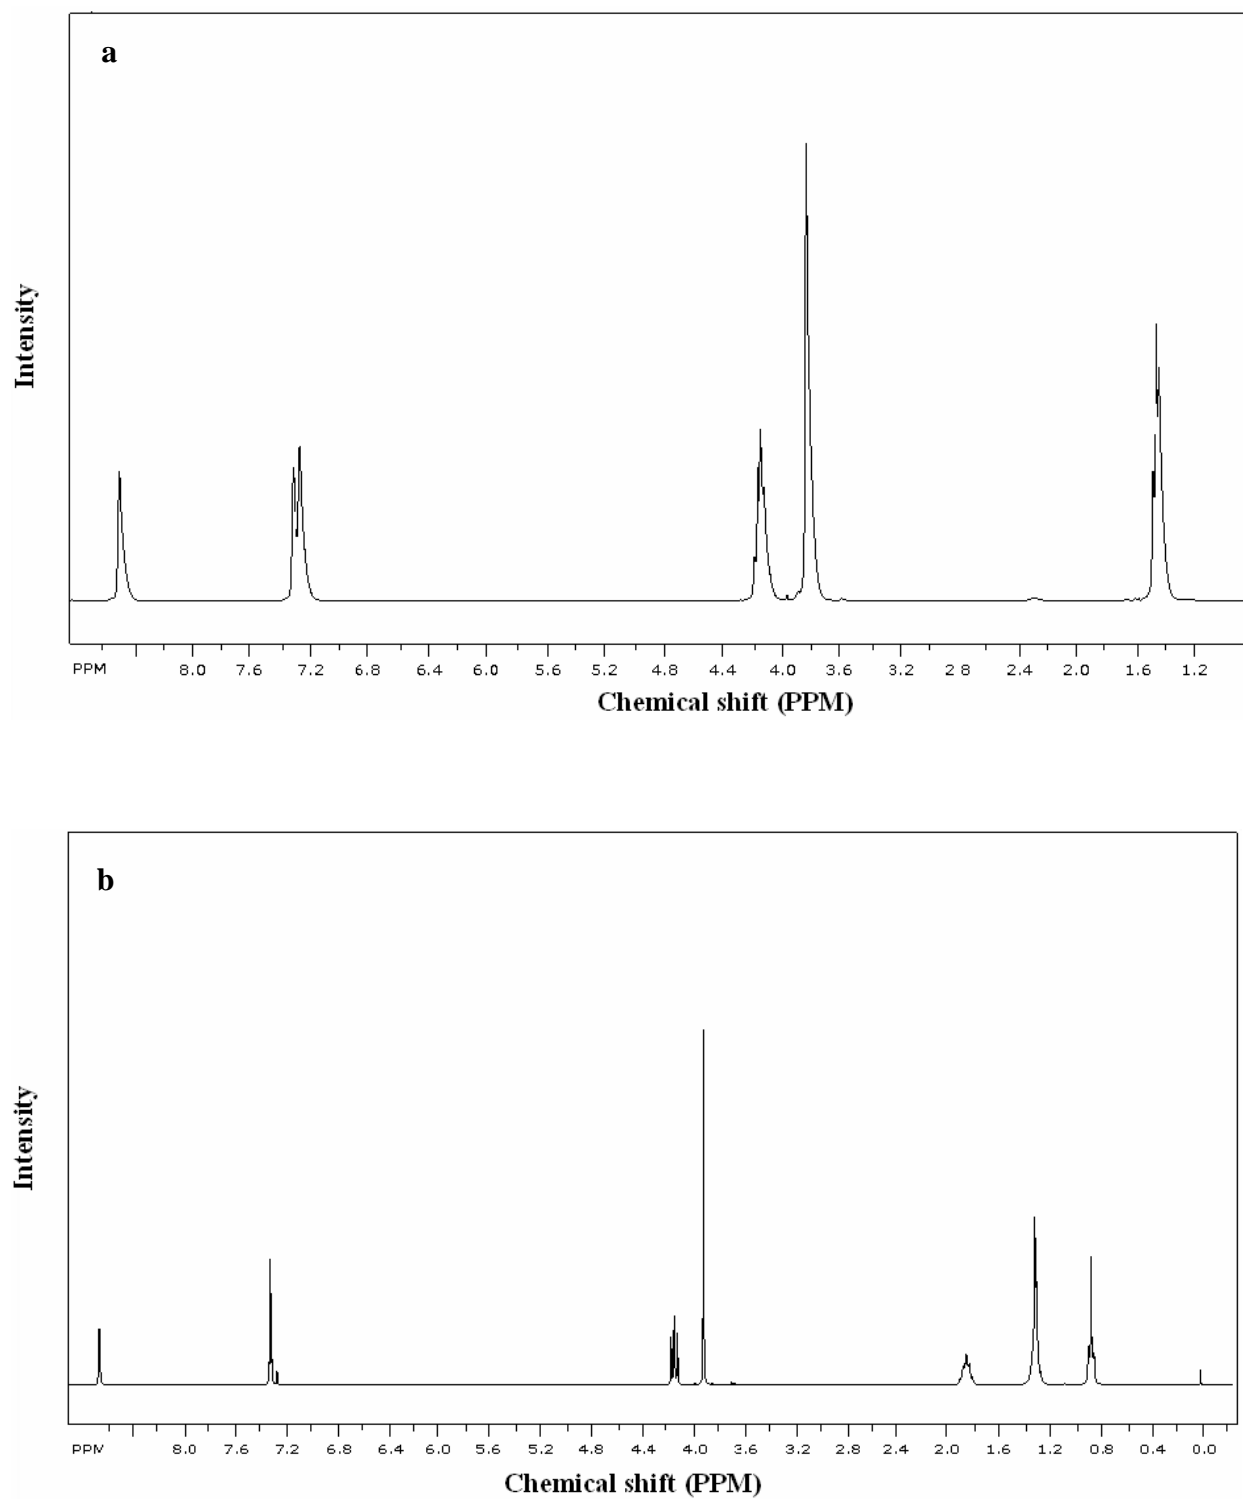 a
Intensity
PPM 8.0 7.6 7.2 6.8 6.4 6.0 5.6 5.2 4.8 4.4 4.0 3.6 3.2 2 8 2.4 2.0 1.6 1.2
Chemical shift (PPM)
b
Intensity
PPM 8.0 7.6 7.2 6.8 6.4 6.0 5.6 5.2 4.8 4.4 4.0 3.6 3.2 2.8 2.4 2.0 1.6 1.2 0.8 0.4 0.0
Chemical shift (PPM)